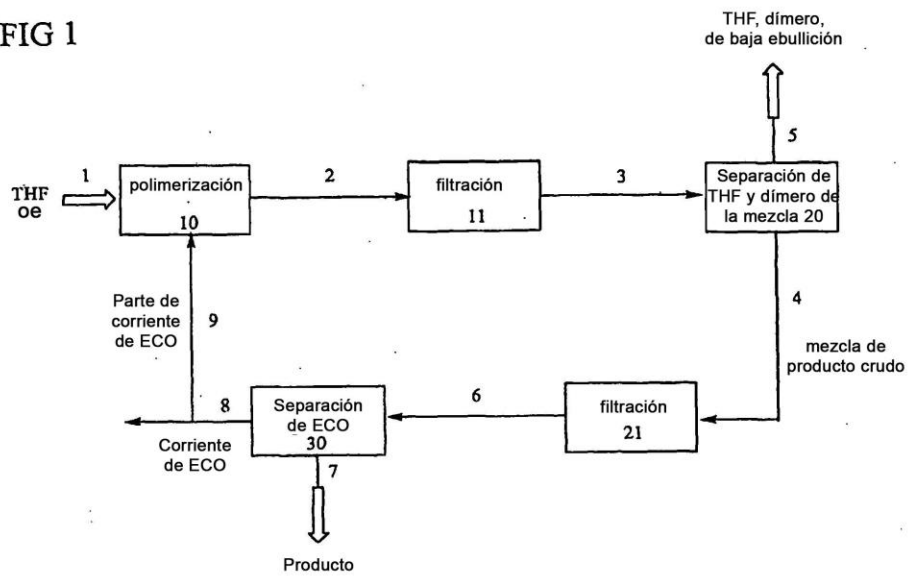 FIG 1
THF, dímero,
de baja ebullición
5
1
THF
oe
polimerización
10
2
filtración
11
3
Separación de
THF y dímero de
la mezcla 20
4
mezcla de
producto crudo
Parte de
corriente
de ECO
9
8
Corriente
de ECO
Separación
de ECO
30
6
filtración
21
7
Producto